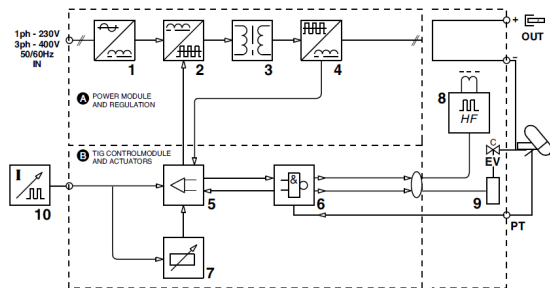 1ph - 230V
3ph - 400V
50/60Hz
IN
1
2
3
4
+
OUT
-
A POWER MODULE
AND REGULATION
8
HF
B TIG CONTROLMODULE
AND ACTUATORS
C
EV
I
10
5
&
6
9
PT
7